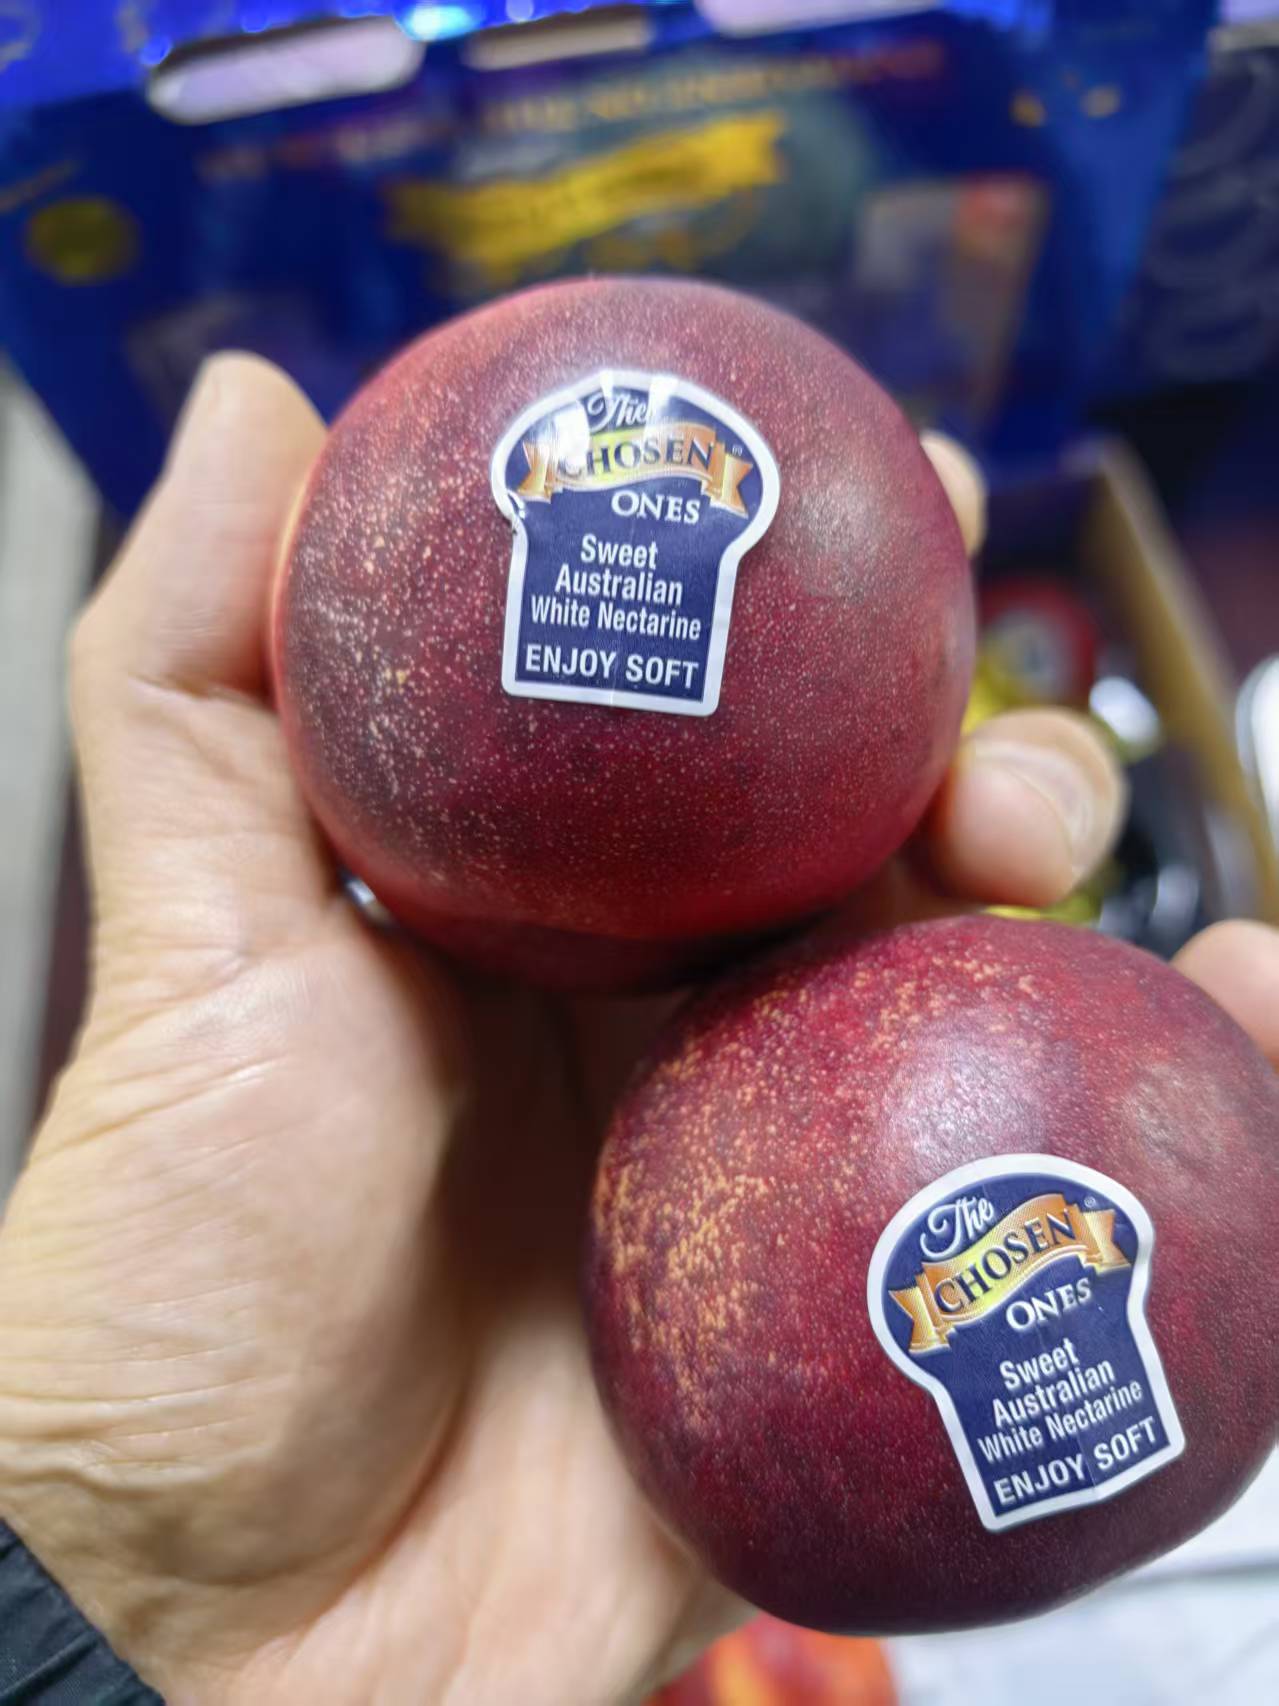 The
CHOSEN
ONES
®
Sweet
Australian
White Nectarine
ENJOY SOFT
The
CHOSEN
ONES
®
Sweet
Australian
White Nectarine
ENJOY SOFT